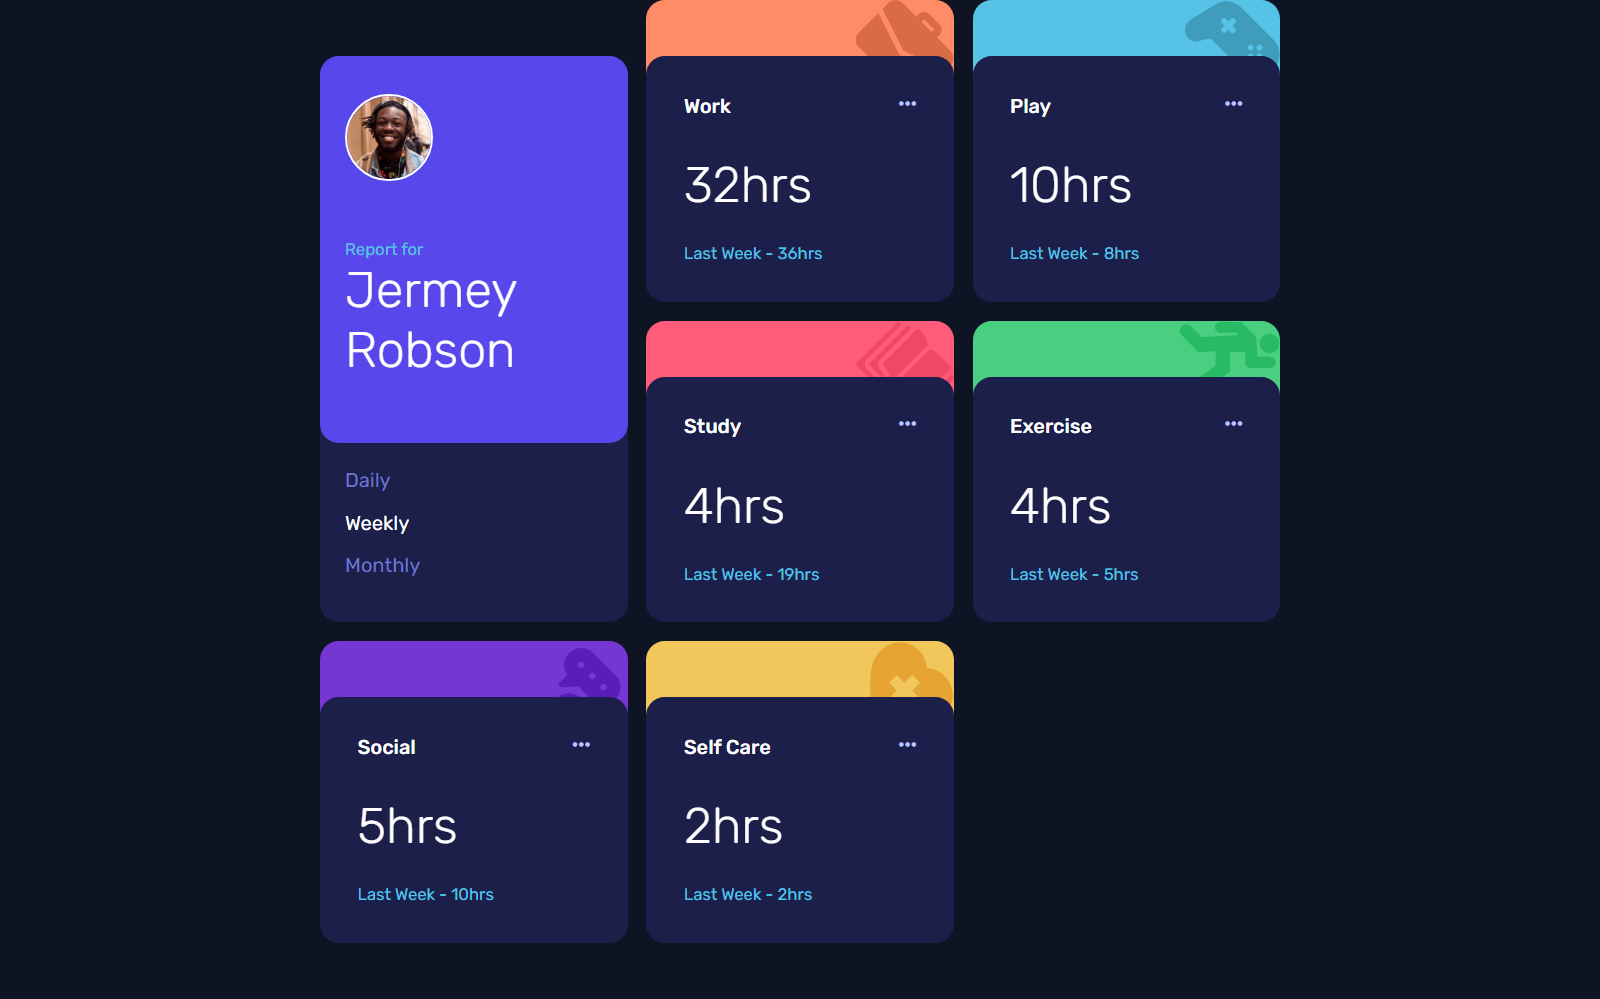 Report for
Jermey
Robson
Daily
Weekly
Monthly
Work
32hrs
Last Week - 36hrs
Play
10hrs
Last Week - 8hrs
Study
4hrs
Last Week - 19hrs
Exercise
4hrs
Last Week - 5hrs
Social
5hrs
Last Week - 10hrs
Self Care
2hrs
Last Week - 2hrs